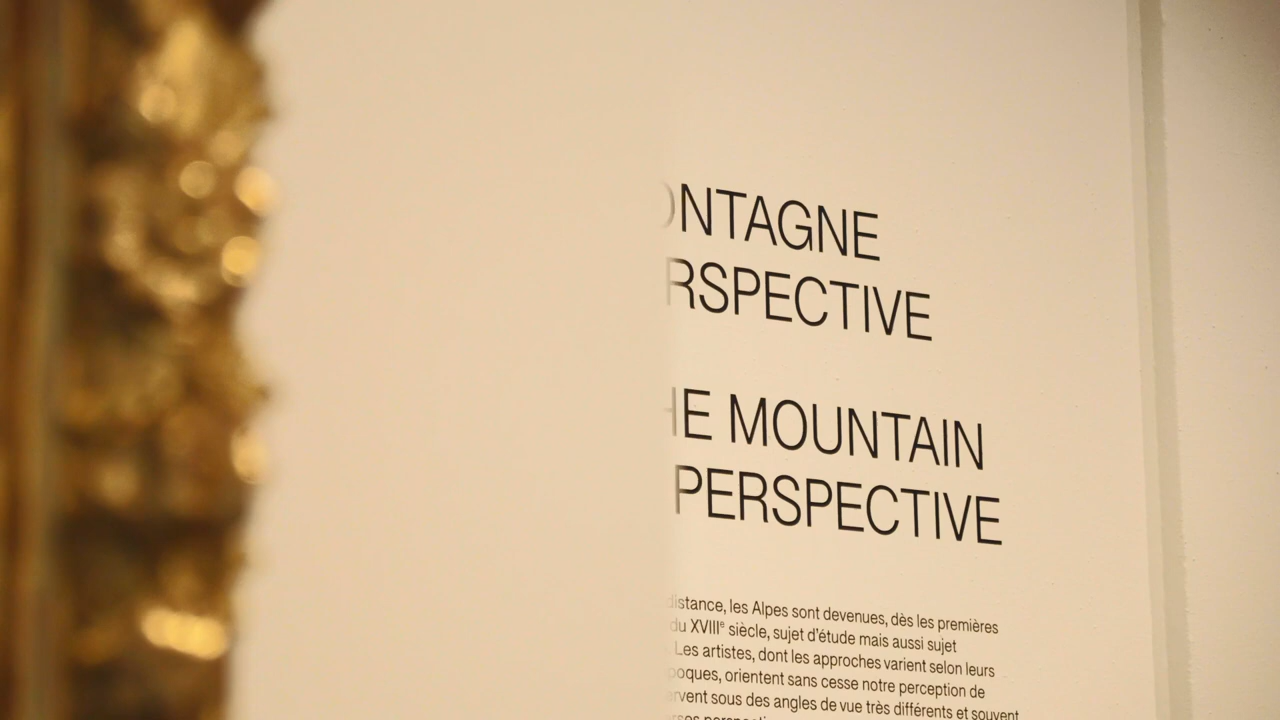 ONTAGNE
RSPECTIVE
HE MOUNTAIN
PERSPECTIVE
distance, les Alpes sont devenues, dès les premières
du XVIIIe siècle, sujet d'étude mais aussi sujet
Les artistes, dont les approches varient selon leurs
poques, orientent sans cesse notre perception de
ervent sous des angles de vue très différents et souvent